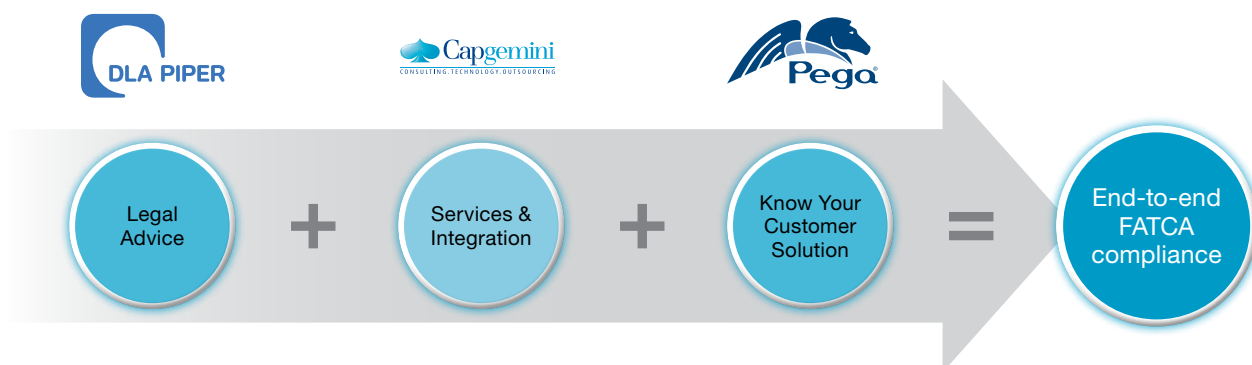 DLA PIPER
Capgemini
CONSULTING.TECHNOLOGY.OUTSOURCING
Pega®
Legal
Advice
+
Services &
Integration
+
Know Your
Customer
Solution
=
End-to-end
FATCA
compliance